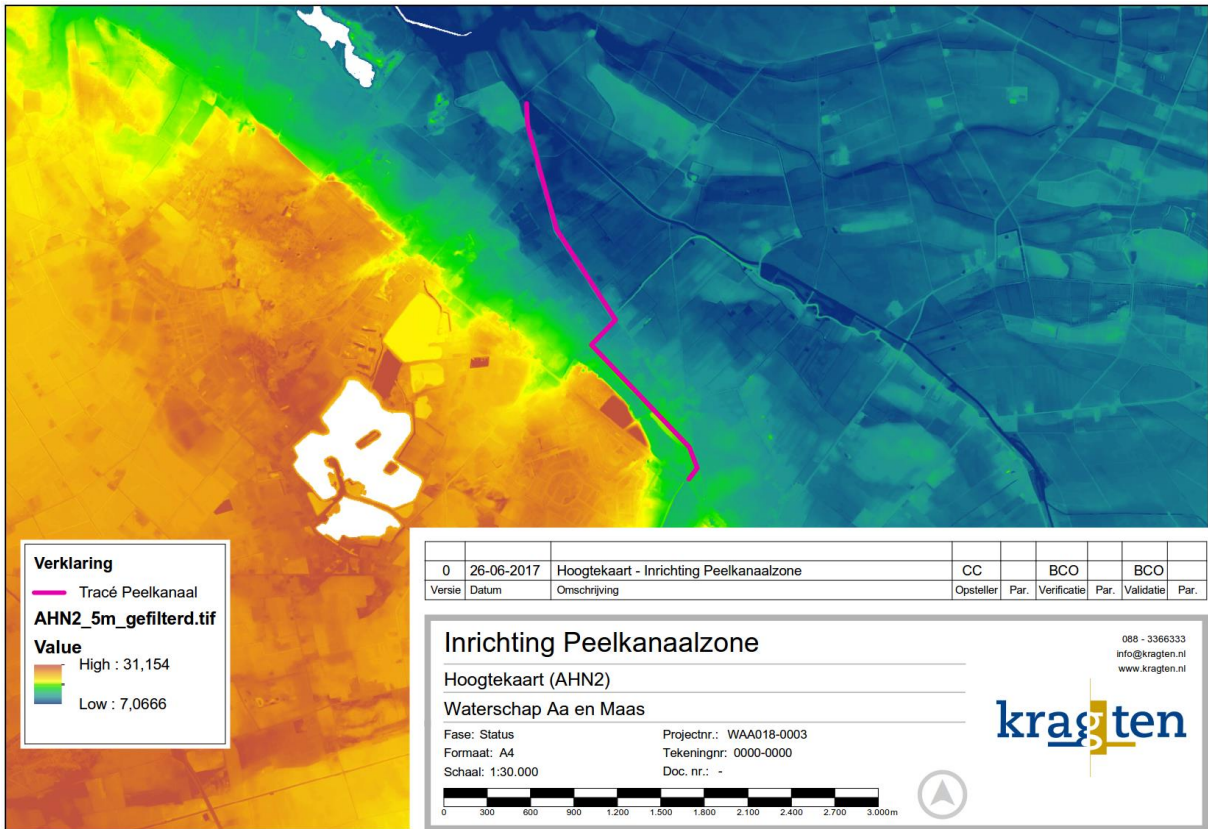 Verklaring
Tracé Peelkanaal
AHN2_5m_gefilterd.tif
Value
High : 31,154
Low : 7,0666
0 26-06-2017 Hoogtekaart - Inrichting Peelkanaalzone CC BCO BCO
Versie Datum Omschrijving Opsteller Par. Verificatie Par. Validatie Par.
Inrichting Peelkanaalzone
Hoogtekaart (AHN2)
Waterschap Aa en Maas
Fase: Status Projectnr.: WAA018-0003
Formaat: A4 Tekeningnr: 0000-0000
Schaal: 1:30.000 Doc. nr.: -
0 300 600 900 1.200 1.500 1.800 2.100 2.400 2.700 3.000m
088 - 3366333
info@kragten.nl
www.kragten.nl
kragten